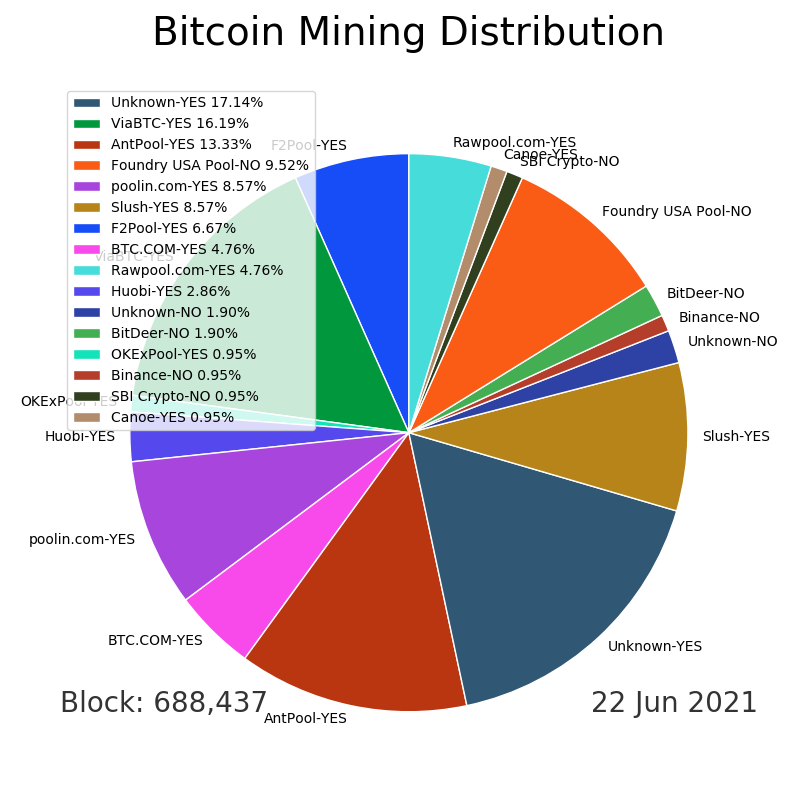 Bitcoin Mining Distribution
Unknown-YES 17.14%
ViaBTC-YES 16.19%
AntPool-YES 13.33%
Foundry USA Pool-NO 9.52%
poolin.com-YES 8.57%
Slush-YES 8.57%
F2Pool-YES 6.67%
BTC.COM-YES 4.76%
Rawpool.com-YES 4.76%
Huobi-YES 2.86%
Unknown-NO 1.90%
BitDeer-NO 1.90%
OKExPool-YES 0.95%
Binance-NO 0.95%
SBI Crypto-NO 0.95%
Canoe-YES 0.95%
F2Pool-YES
Rawpool.com-YES
Canoe-YES
SBI Crypto-NO
Foundry USA Pool-NO
ViaBTC-YES
BitDeer-NO
Binance-NO
Unknown-NO
OKExPool-YES
Huobi-YES
Slush-YES
poolin.com-YES
BTC.COM-YES
Unknown-YES
AntPool-YES
Block: 688,437
22 Jun 2021